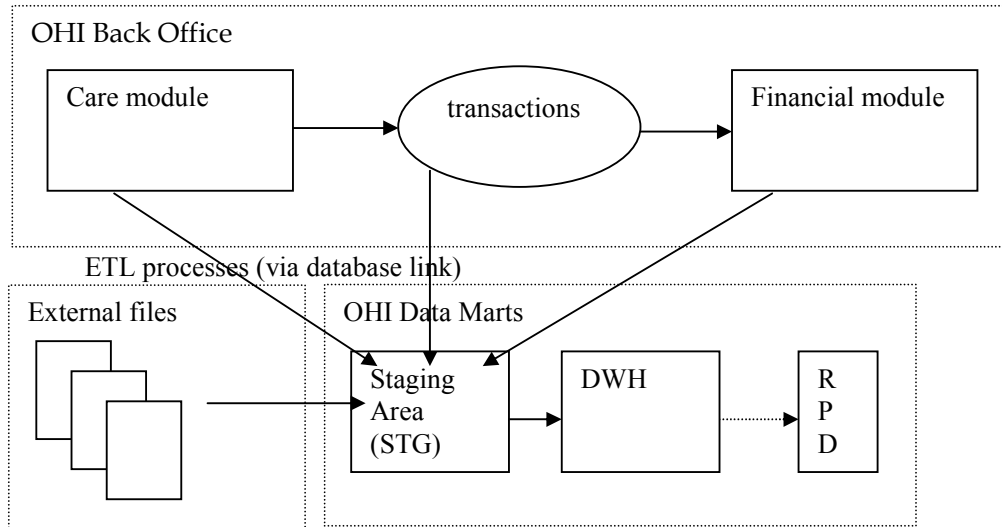 OHI Back Office
Care module
transactions
Financial module
ETL processes (via database link)
External files
OHI Data Marts
Staging
Area
(STG)
DWH
R
P
D